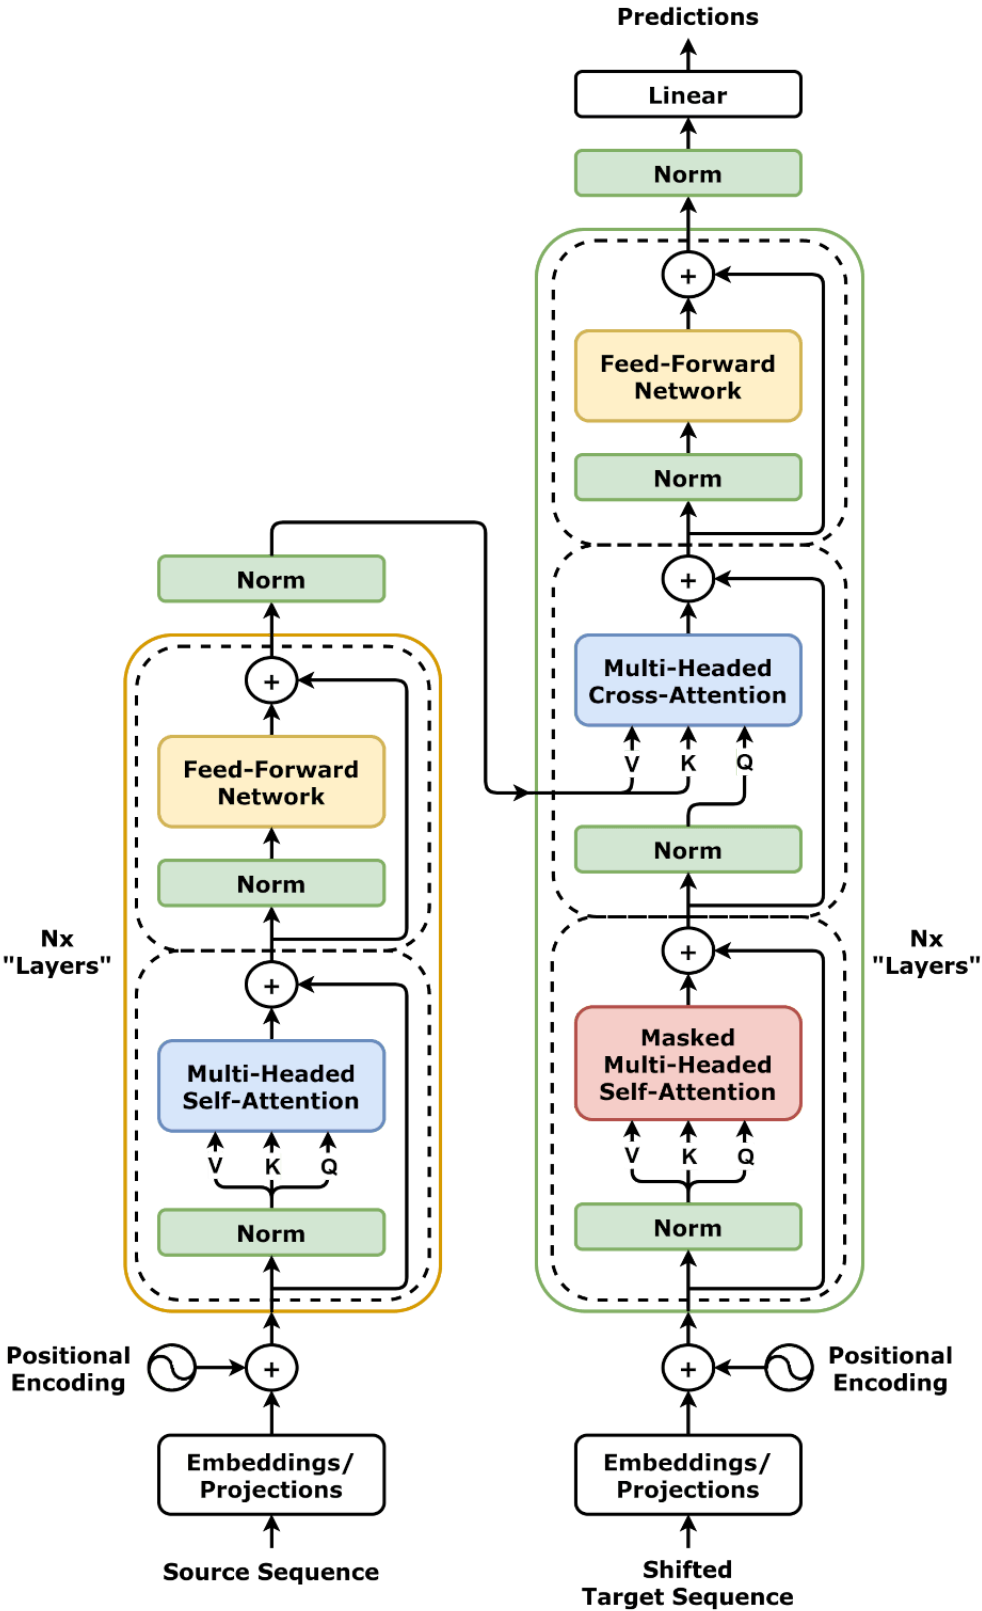 Predictions
Linear
Norm
+
Feed-Forward
Network
Norm
+
Multi-Headed
Cross-Attention
V K Q
Norm
+
Masked
Multi-Headed
Self-Attention
V K Q
Norm
Nx
"Layers"
+
Positional
Encoding
Embeddings/
Projections
Shifted
Target Sequence
Norm
+
Feed-Forward
Network
Norm
+
Multi-Headed
Self-Attention
V K Q
Norm
Nx
"Layers"
Positional
Encoding
+
Embeddings/
Projections
Source Sequence